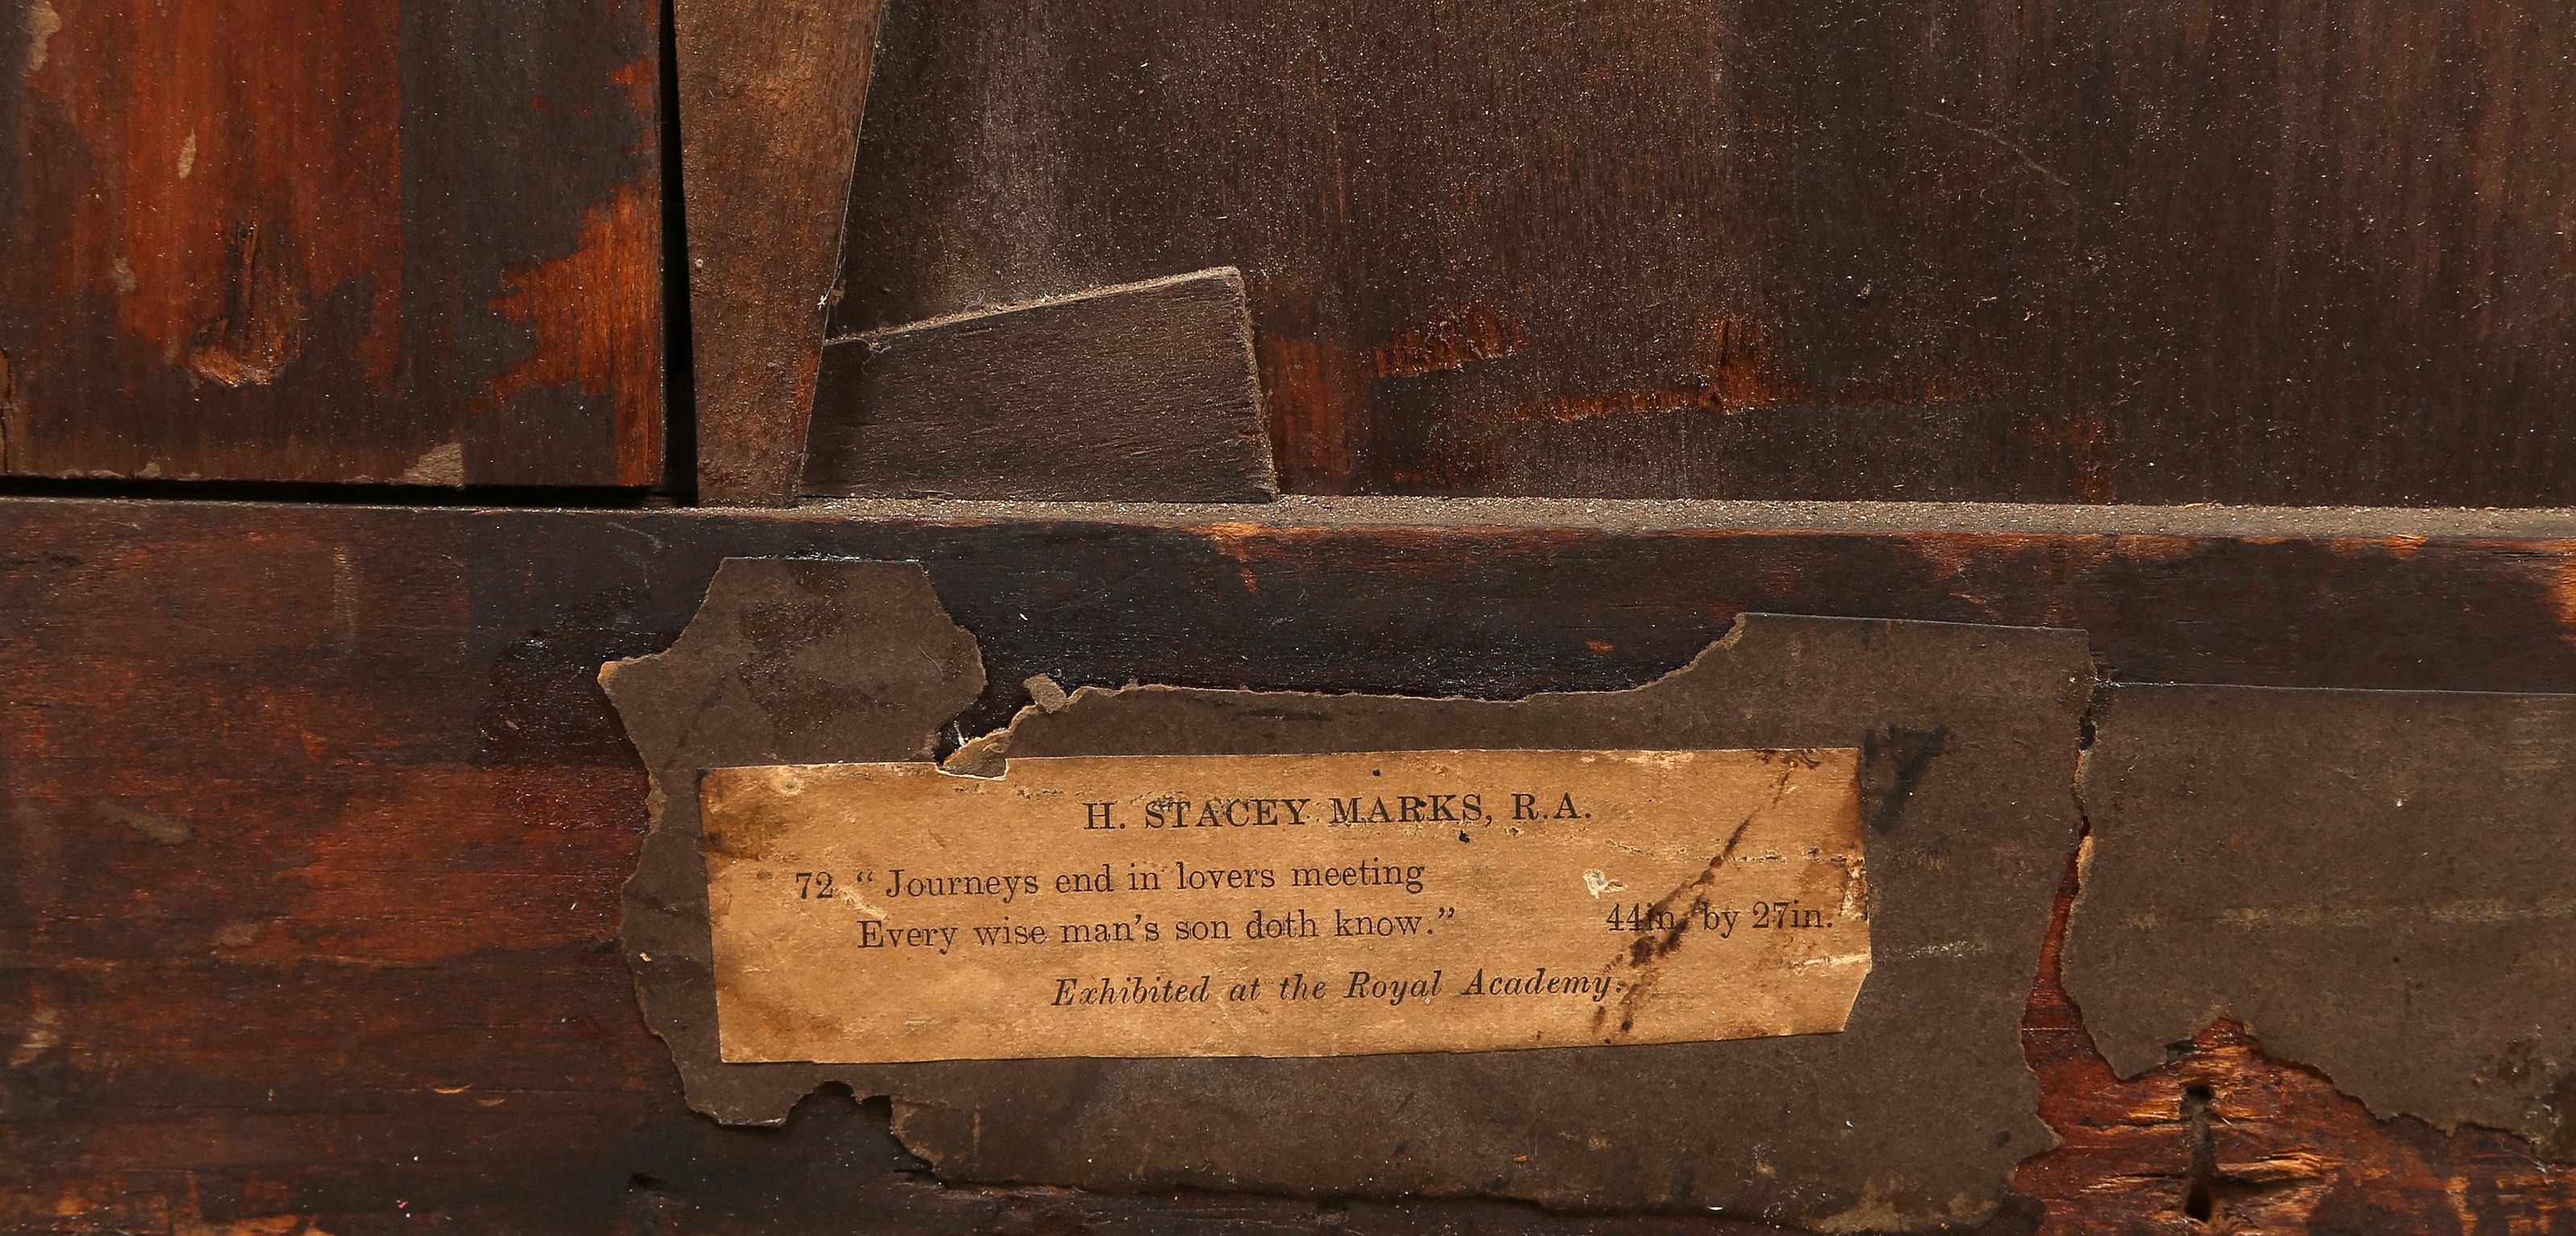 H. STACEY MARKS, R.A.
72 “ Journeys end in lovers meeting
Every wise man’s son doth know.” 44in. by 27in.
Exhibited at the Royal Academy.